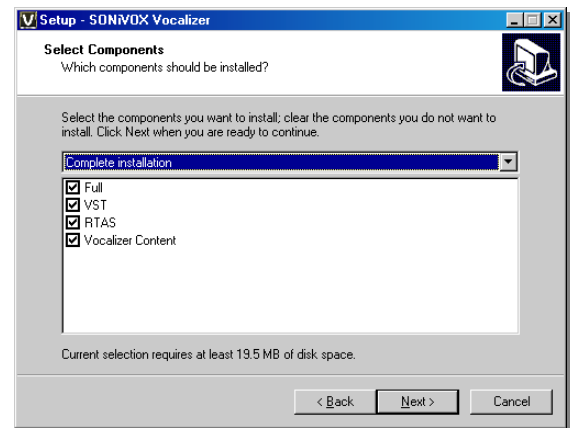 Setup - SONiVOX Vocalizer
Select Components
Which components should be installed?
Select the components you want to install; clear the components you do not want to
install. Click Next when you are ready to continue.
Complete installation
Full
VST
RTAS
Vocalizer Content
Current selection requires at least 19.5 MB of disk space.
< Back
Next >
Cancel